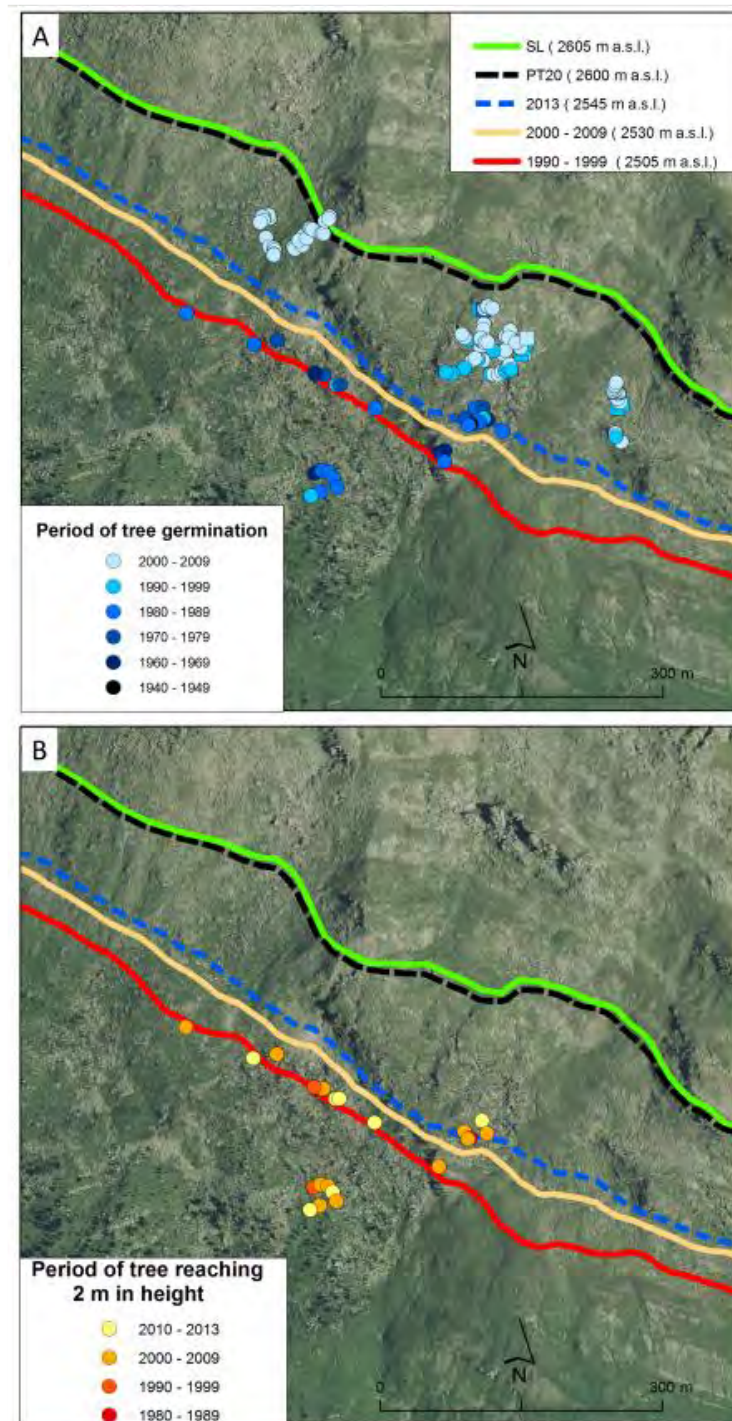 A
SL ( 2605 m a.s.l.)
PT20 ( 2600 m a.s.l.)
2013 ( 2545 m a.s.l.)
2000 - 2009 ( 2530 m a.s.l.)
1990 - 1999 ( 2505 m a.s.l.)
Period of tree germination
2000 - 2009
1990 - 1999
1980 - 1989
1970 - 1979
1960 - 1969
1940 - 1949
N
0 300 m
B
Period of tree reaching
2 m in height
2010 - 2013
2000 - 2009
1990 - 1999
1980 - 1989
N
0 300 m